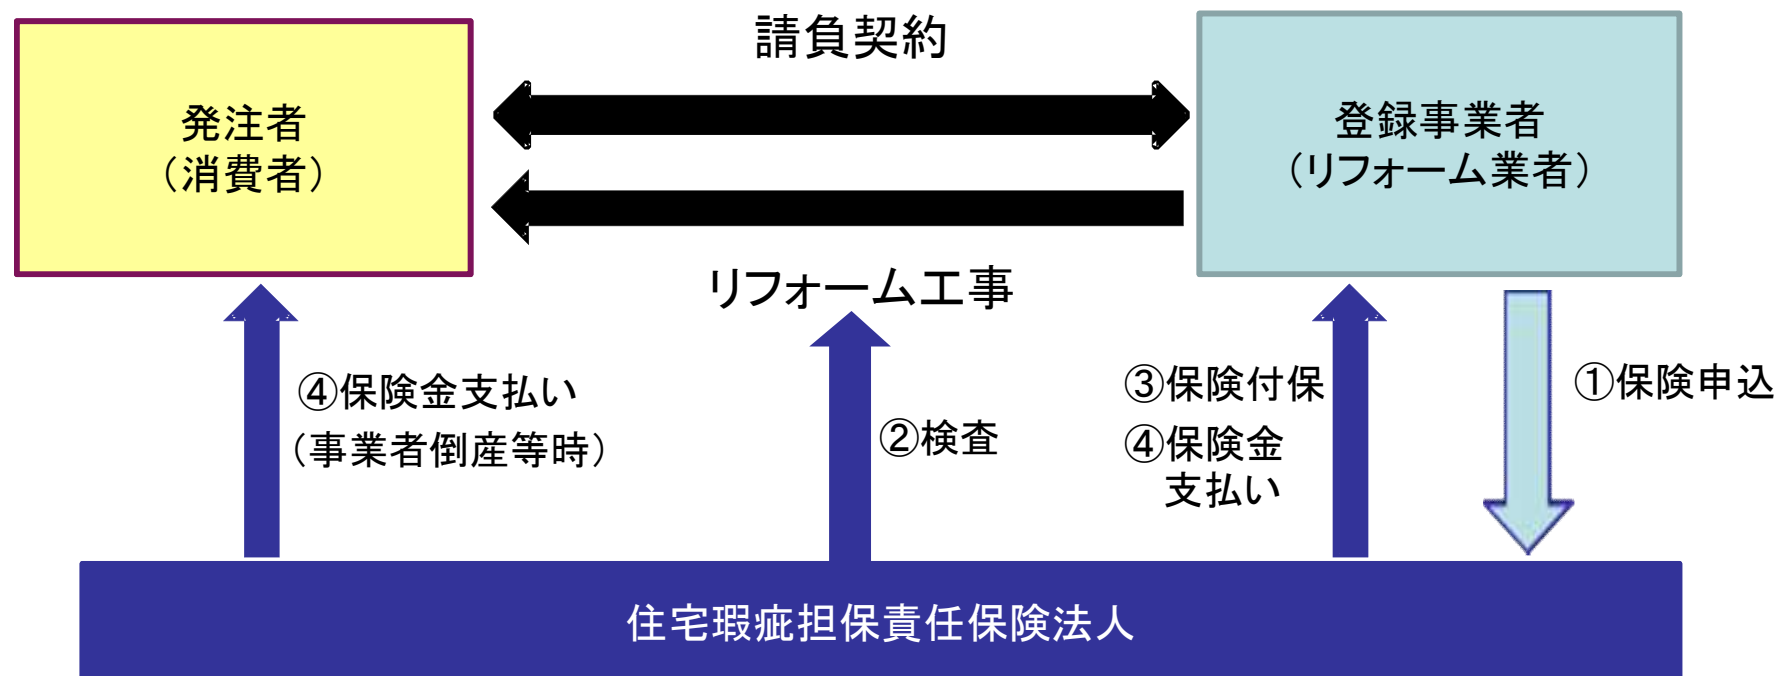 請負契約
発注者
（消費者）
登録事業者
（リフォーム業者）
リフォーム工事
④保険金支払い
（事業者倒産等時）
②検査
③保険付保
④保険金
支払い
①保険申込
住宅瑕疵担保責任保険法人